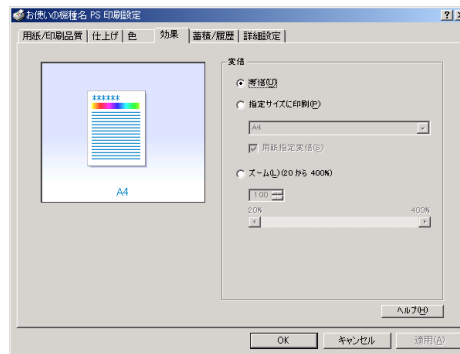 お使いの機種名 PS 印刷設定
用紙/印刷品質 仕上げ 色 効果 蓄積/履歴 詳細設定
変倍
等倍(U)
指定サイズに印刷(P)
A4
用紙指定変倍(S)
ズーム(L)(20 から 400%)
100
20% 400%
A4
ヘルプ(H)
OK キャンセル 適用(A)